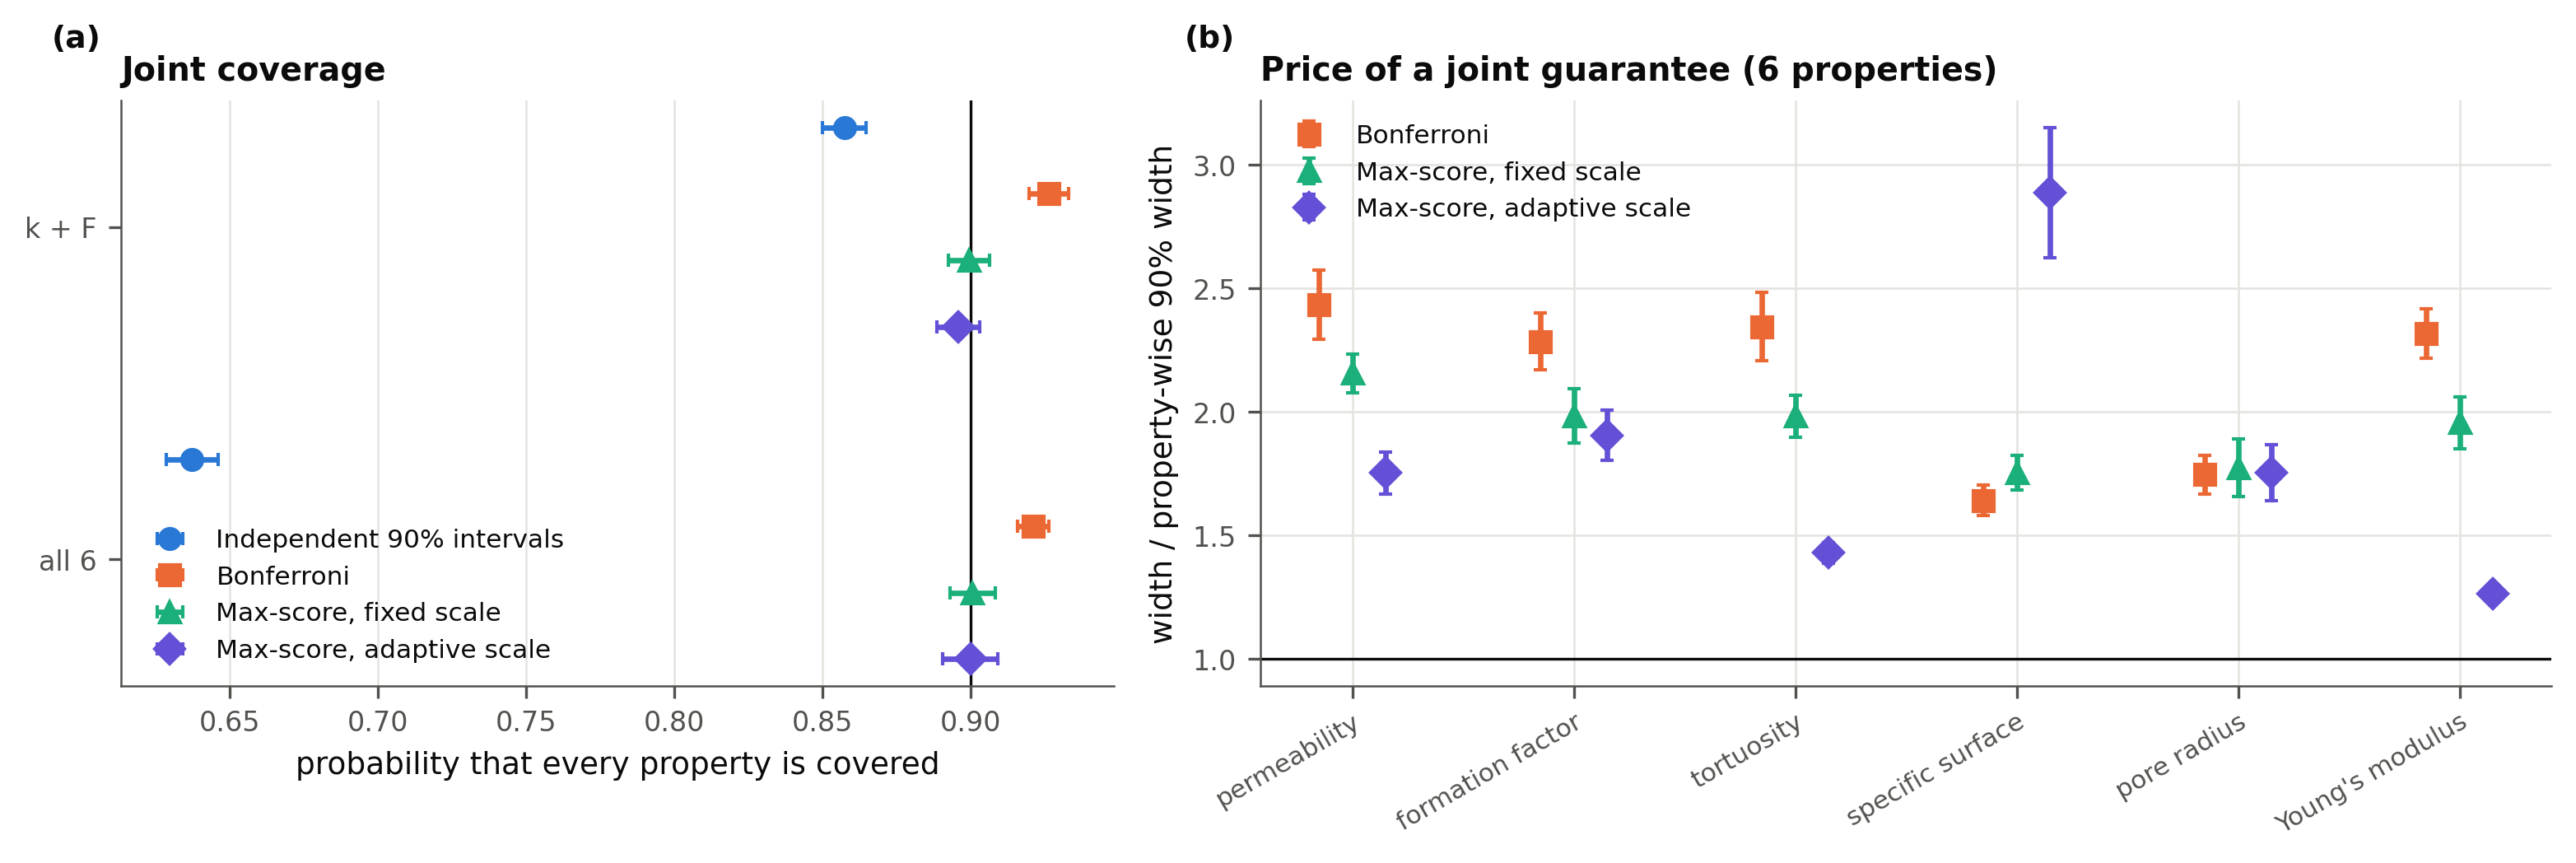 (a)
Joint coverage
k + F
all 6
Independent 90% intervals
Bonferroni
Max-score, fixed scale
Max-score, adaptive scale
0.65 0.70 0.75 0.80 0.85 0.90
probability that every property is covered
(b)
Price of a joint guarantee (6 properties)
width / property-wise 90% width
Bonferroni
Max-score, fixed scale
Max-score, adaptive scale
3.0
2.5
2.0
1.5
1.0
permeability
formation factor
tortuosity
specific surface
pore radius
Young's modulus